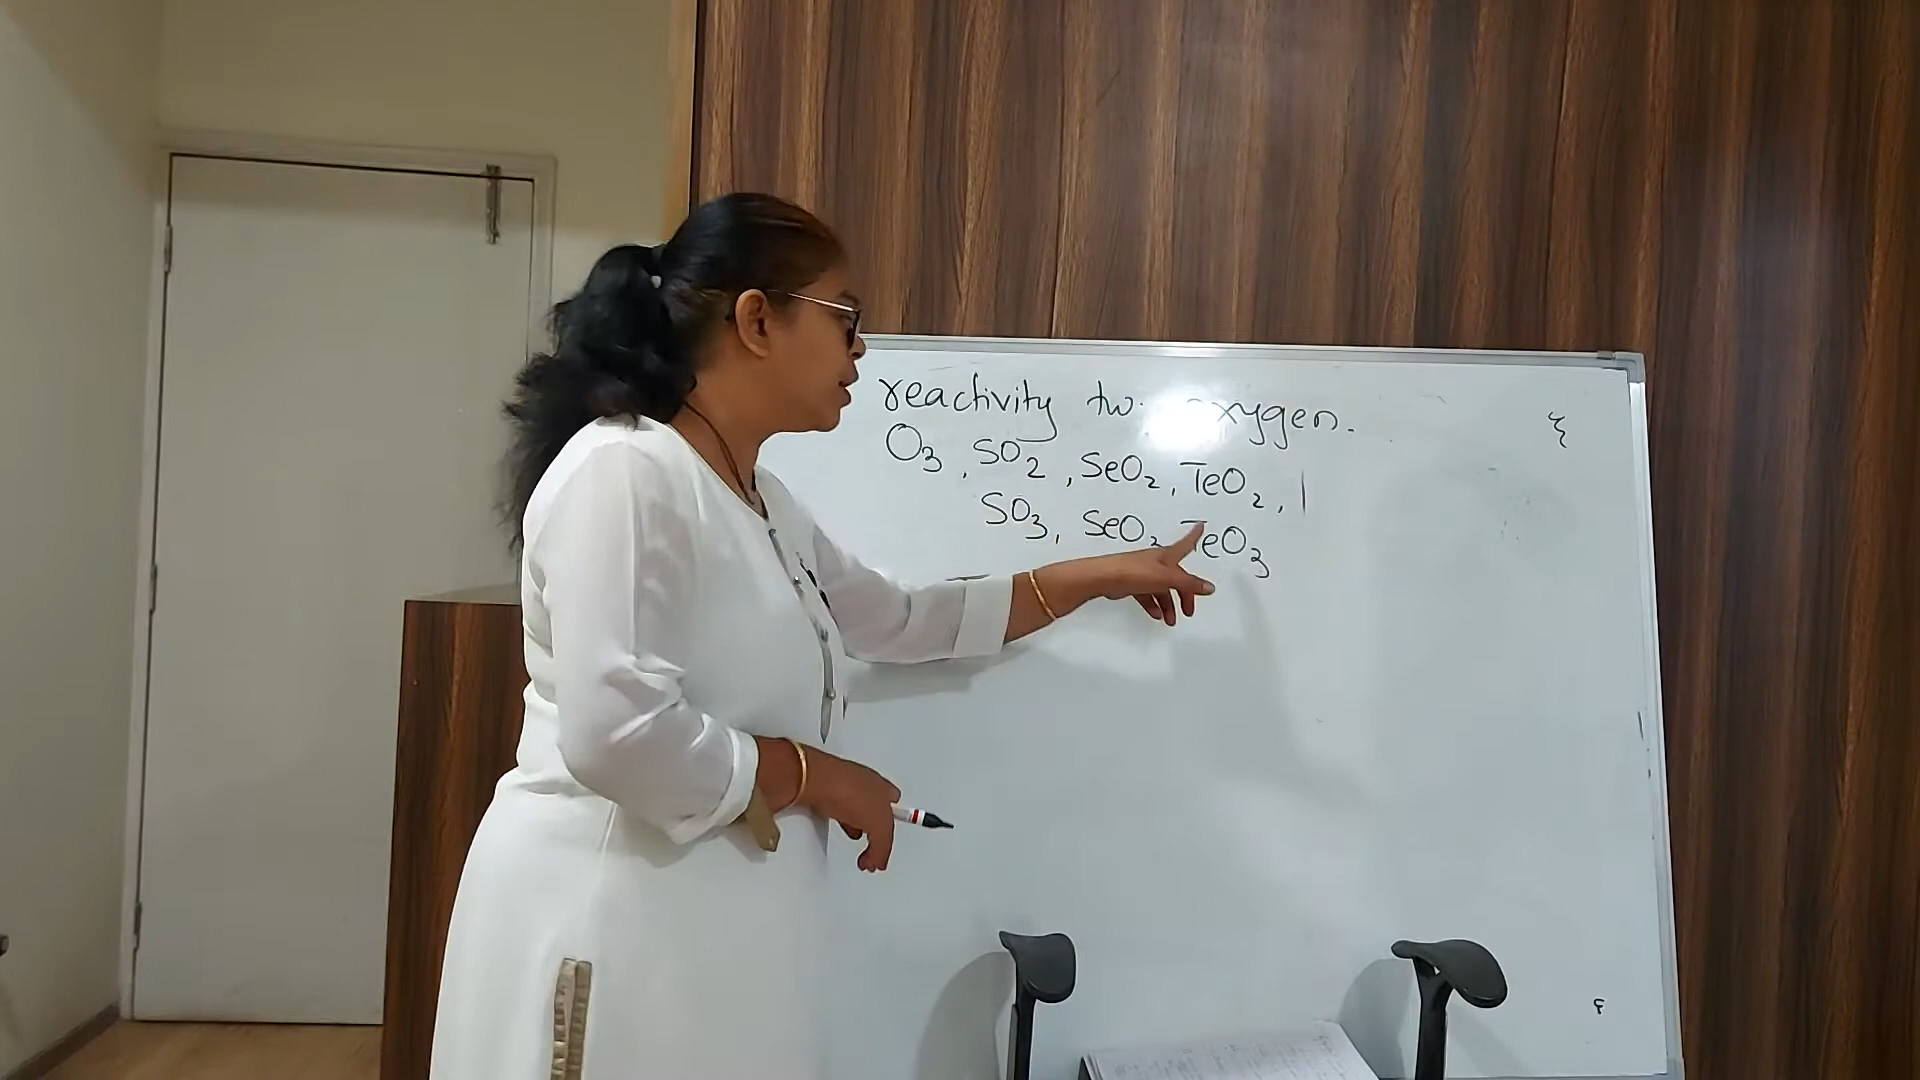 reactivity tw. oxygen.
O3, SO2, SeO2, TeO2, |
SO3, SeO3 TeO3